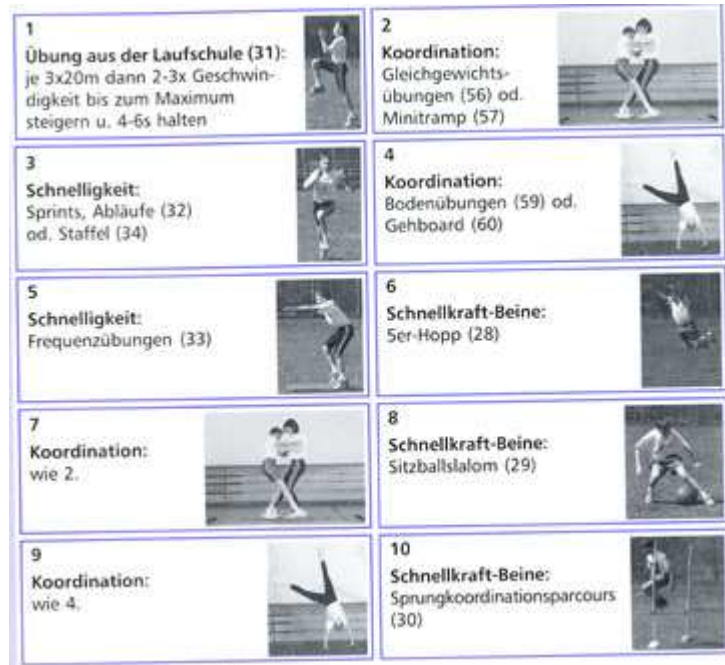 1
Übung aus der Laufschule (31):
je 3x20m dann 2-3x Geschwin-
digkeit bis zum Maximum
steigern u. 4-6s halten
2
Koordination:
Gleichgewichts-
übungen (56) od.
Minitramp (57)
3
Schnelligkeit:
Sprints, Abläufe (32)
od. Staffel (34)
4
Koordination:
Bodenübungen (59) od.
Gehboard (60)
5
Schnelligkeit:
Frequenzübungen (33)
6
Schnellkraft-Beine:
5er-Hopp (28)
7
Koordination:
wie 2.
8
Schnellkraft-Beine:
Sitzballslalom (29)
9
Koordination:
wie 4.
10
Schnellkraft-Beine:
Sprungkoordinationsparcours
(30)